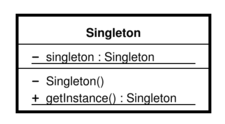 Singleton
– singleton : Singleton
– Singleton()
+ getInstance() : Singleton